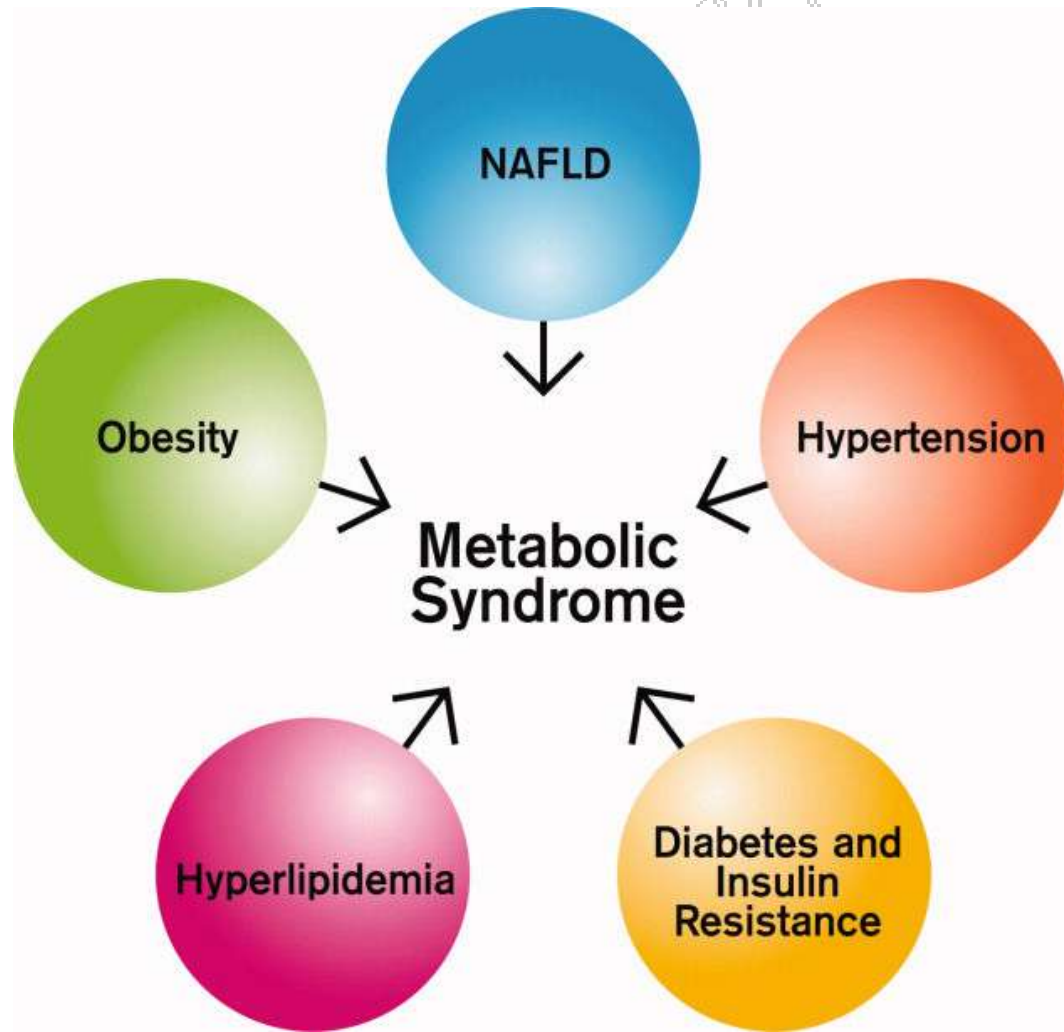 NAFLD
Obesity
Hypertension
Metabolic
Syndrome
Hyperlipidemia
Diabetes and
Insulin
Resistance